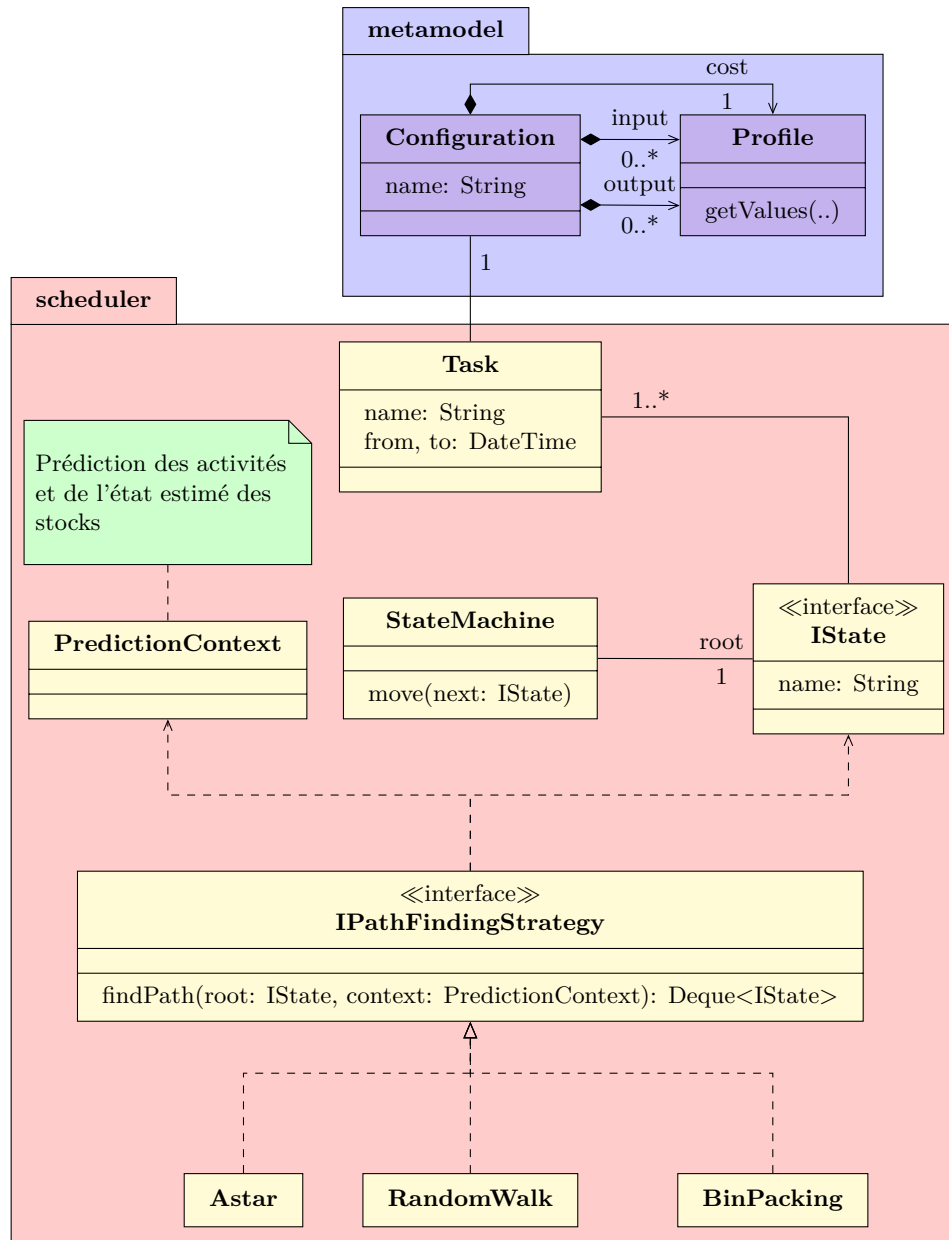 metamodel
cost
1
Configuration
name: String
input
0..*
output
0..*
Profile
getValues(..)
1
scheduler
Task
name: String
from, to: DateTime
1..*
Prédiction des activités
et de l'état estimé des
stocks
PredictionContext
StateMachine
move(next: IState)
root
1
≪interface≫
IState
name: String
≪interface≫
IPathFindingStrategy
findPath(root: IState, context: PredictionContext): Deque<IState>
Astar
RandomWalk
BinPacking